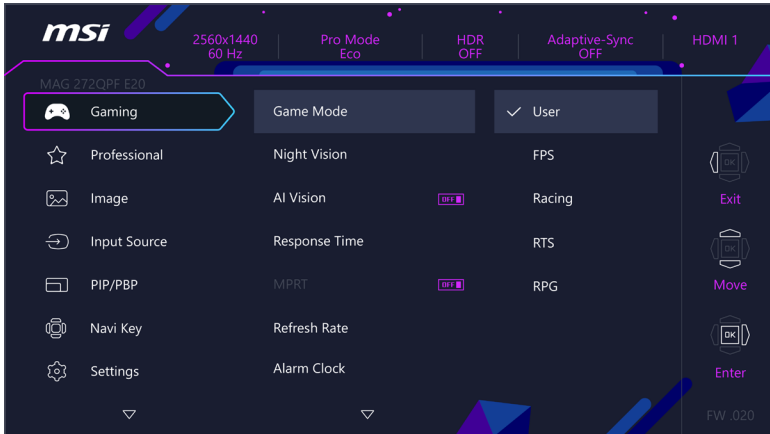 msi
2560x1440
60 Hz
Pro Mode
Eco
HDR
OFF
Adaptive-Sync
OFF
HDMI 1
MAG 272QPF E20
Gaming
Professional
Image
Input Source
PIP/PBP
Navi Key
Settings
Game Mode
Night Vision
AI Vision
OFF
Response Time
MPRT
OFF
Refresh Rate
Alarm Clock
User
FPS
Racing
RTS
RPG
OK
Exit
OK
Move
OK
Enter
FW .020